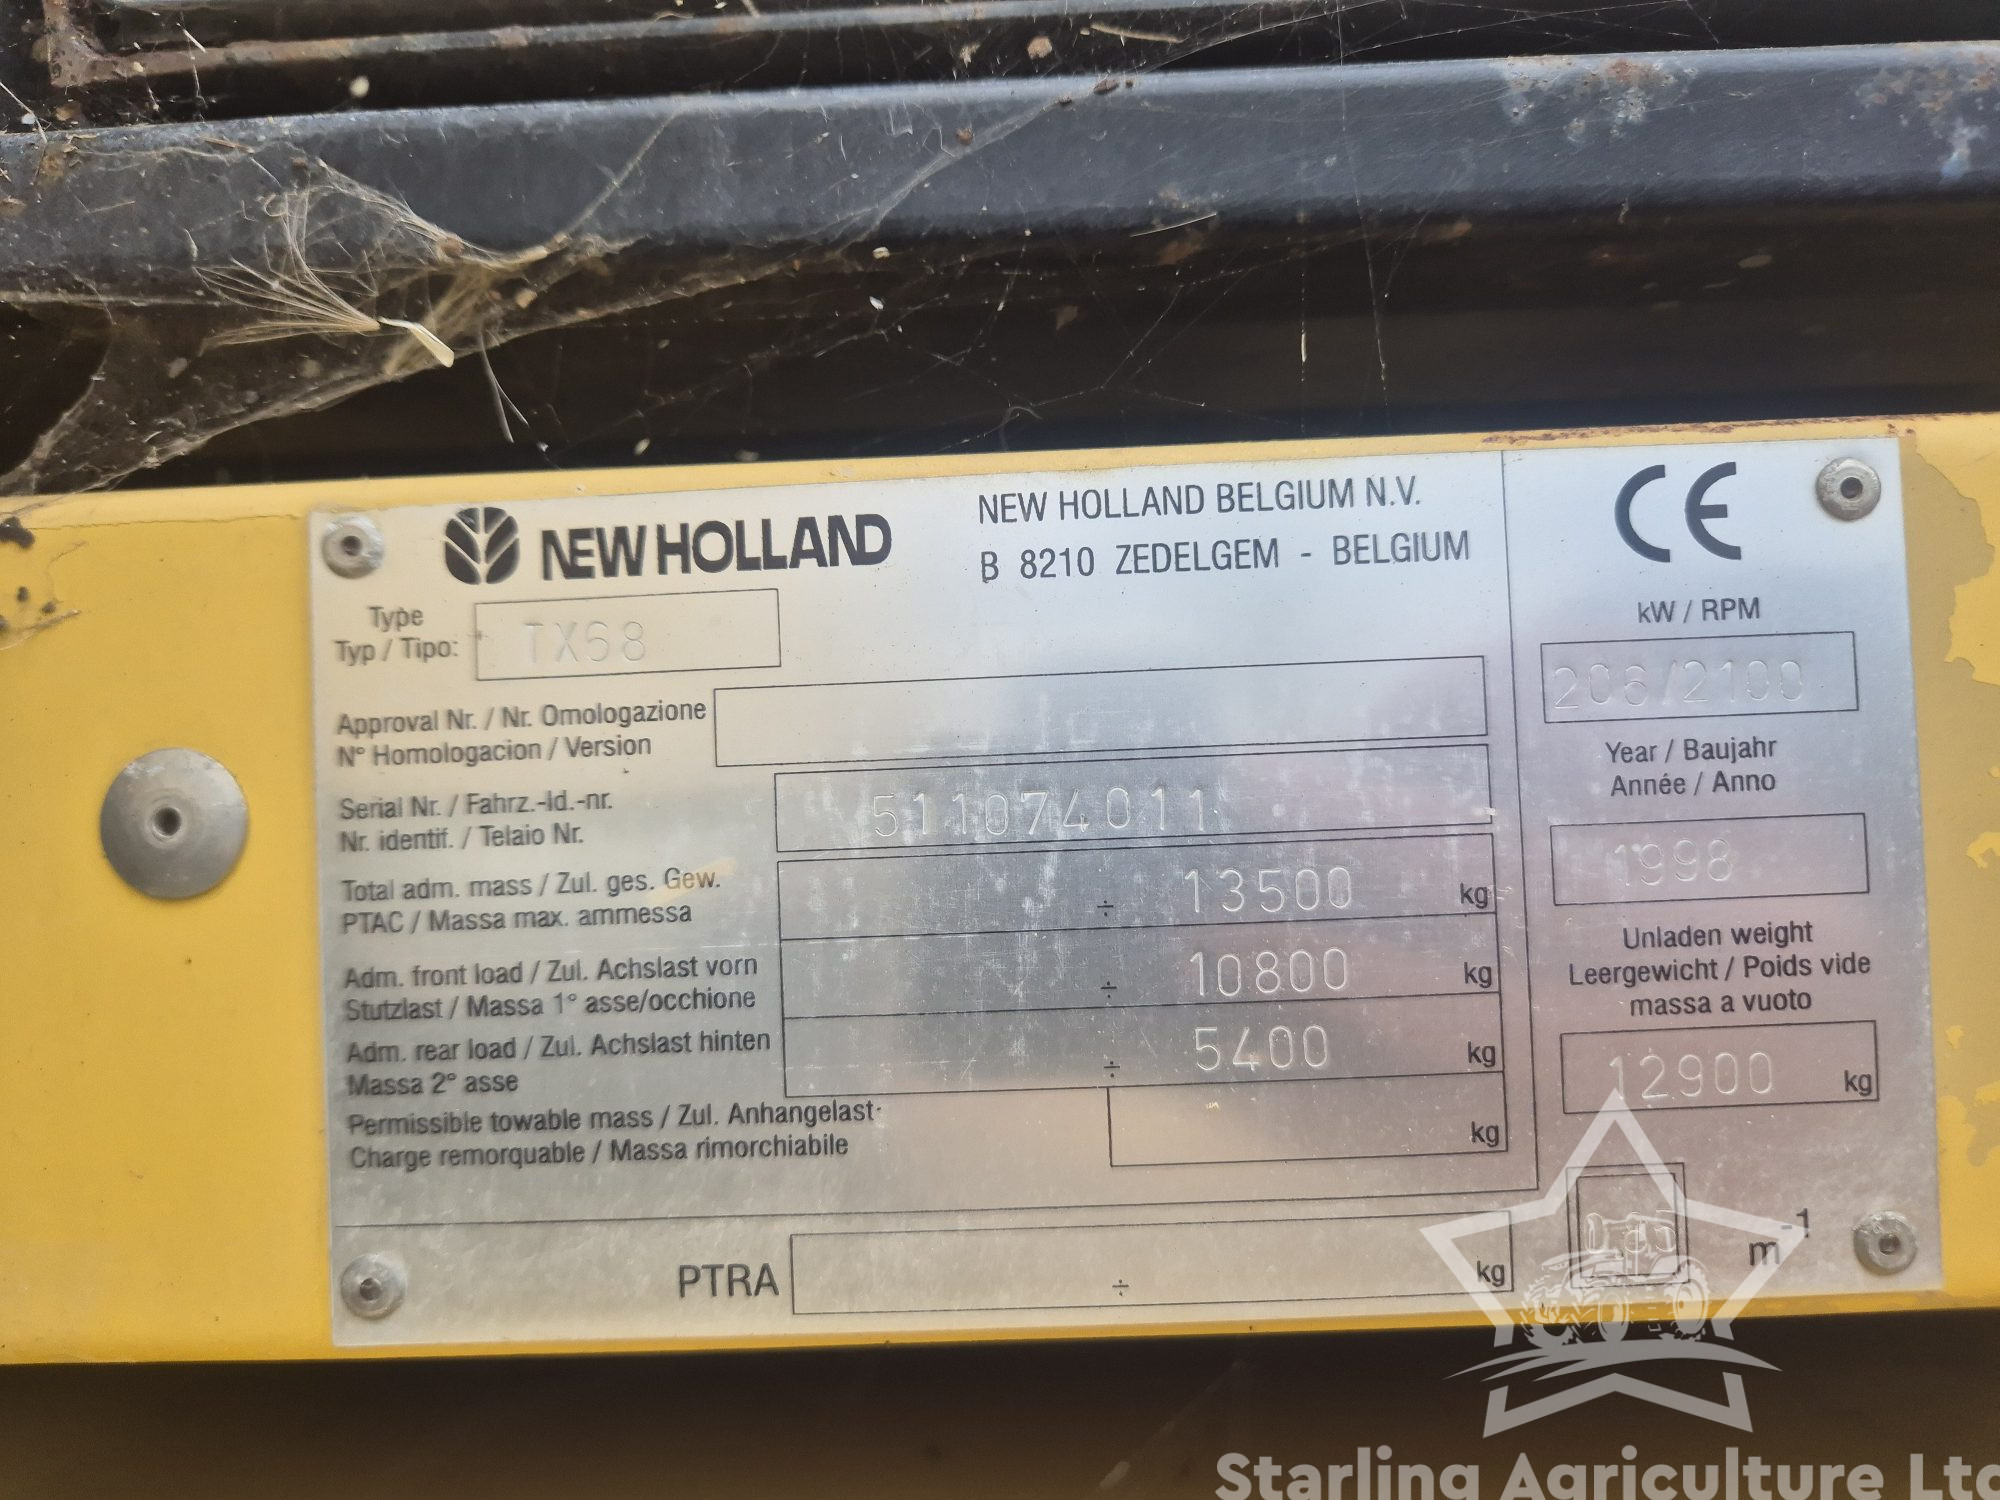 NEW HOLLAND
NEW HOLLAND BELGIUM N.V.
B 8210 ZEDELGEM - BELGIUM
Type
Typ / Tipo:
TX68
Approval Nr. / Nr. Omologazione
N° Homologacion / Version
Serial Nr. / Fahrz.-Id.-nr.
Nr. identif. / Telaio Nr.
511074011
Total adm. mass / Zul. ges. Gew.
PTAC / Massa max. ammessa
÷ 13500 kg
Adm. front load / Zul. Achslast vorn
Stutzlast / Massa 1° asse/occhione
÷ 10800 kg
Adm. rear load / Zul. Achslast hinten
Massa 2° asse
÷ 5400 kg
Permissible towable mass / Zul. Anhangelast
Charge remorquable / Massa rimorchiabile
kg
PTRA ÷ kg
CE
kW / RPM
206/2100
Year / Baujahr
Année / Anno
1998
Unladen weight
Leergewicht / Poids vide
massa a vuoto
12900 kg
m-1
Starling Agriculture Ltd